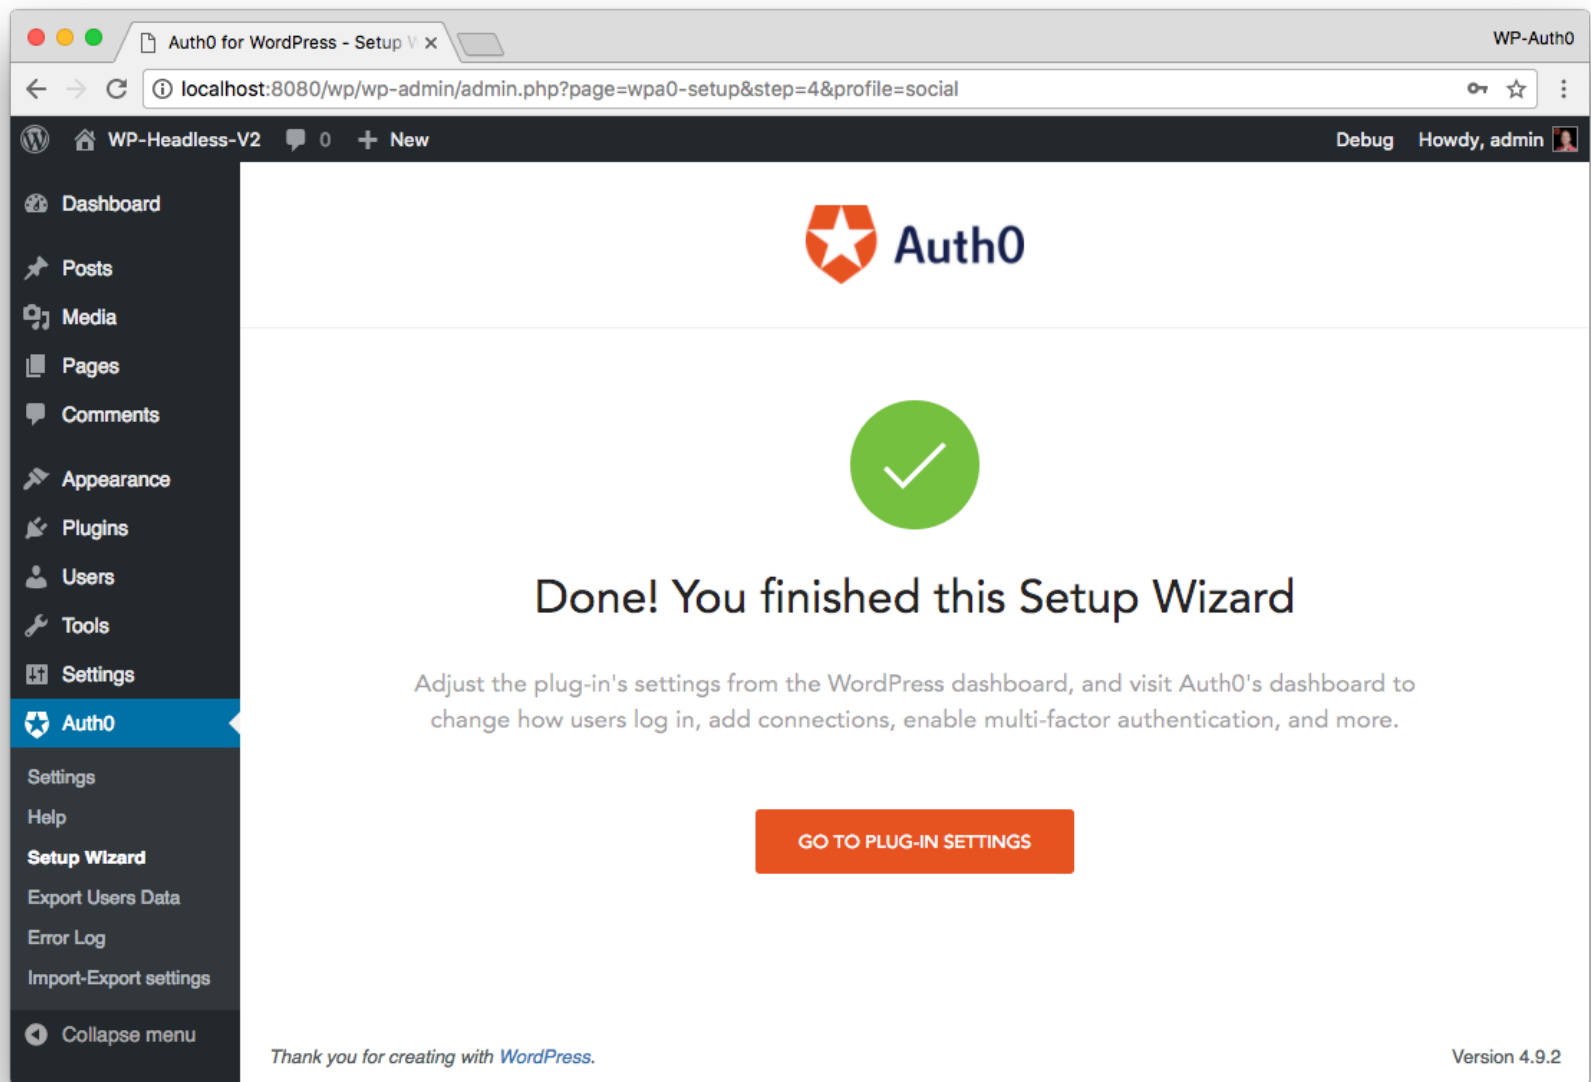 Auth0 for WordPress - Setup W
WP-Auth0
localhost:8080/wp/wp-admin/admin.php?page=wpa0-setup&step=4&profile=social
WP-Headless-V2 0 + New Debug Howdy, admin
Dashboard
Posts
Media
Pages
Comments
Appearance
Plugins
Users
Tools
Settings
Auth0
Settings
Help
Setup Wizard
Export Users Data
Error Log
Import-Export settings
Collapse menu
Auth0
Done! You finished this Setup Wizard
Adjust the plug-in's settings from the WordPress dashboard, and visit Auth0's dashboard to
change how users log in, add connections, enable multi-factor authentication, and more.
GO TO PLUG-IN SETTINGS
Thank you for creating with WordPress.
Version 4.9.2